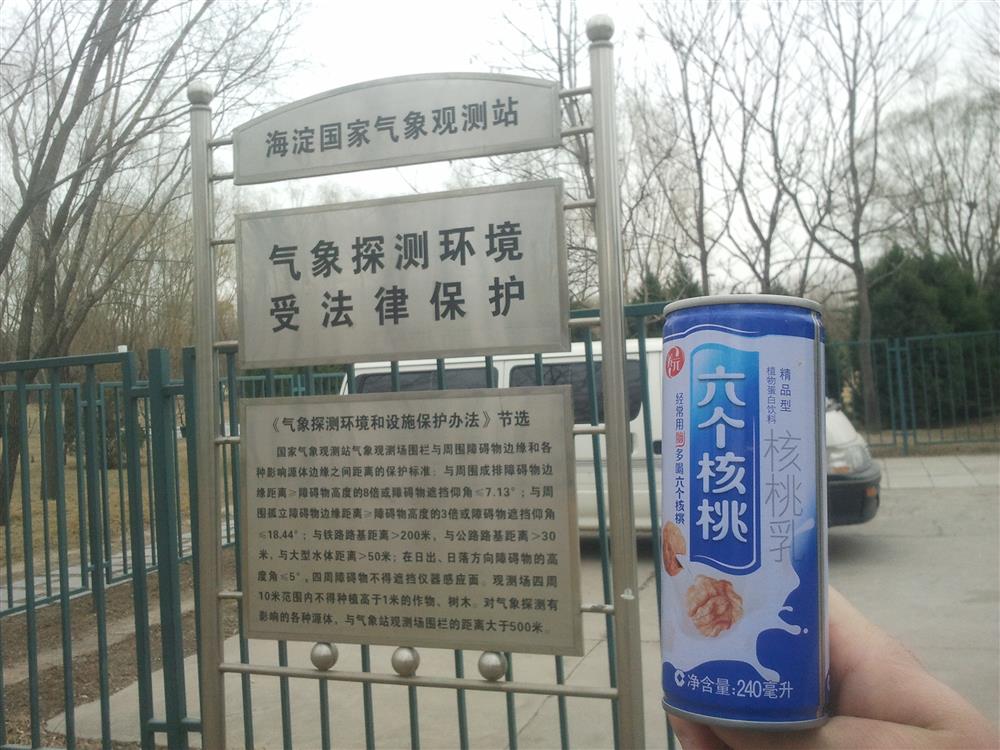 海淀国家气象观测站
气象探测环境
受法律保护
《气象探测环境和设施保护办法》节选
国家气象观测站气象观测场围栏与周围障碍物边缘和各
种影响源体边缘之间距离的保护标准：与周围成排障碍物边
缘距离≥障碍物高度的8倍或障碍物遮挡仰角≤7.13°；与周
围孤立障碍物边缘距离≥障碍物高度的3倍或障碍物遮挡仰角
≤18.44°；与铁路路基距离>200米，与公路路基距离>30
米，与大型水体距离>50米；在日出、日落方向障碍物的高
度角≤5°，四周障碍物不得遮挡仪器感应面。观测场四周
10米范围内不得种植高于1米的作物、树木。对气象探测有
影响的各种源体，与气象站观测场围栏的距离大于500米。
六个核桃
经常用脑多喝六个核桃
精品型
植物蛋白饮料
核桃乳
净含量:240毫升